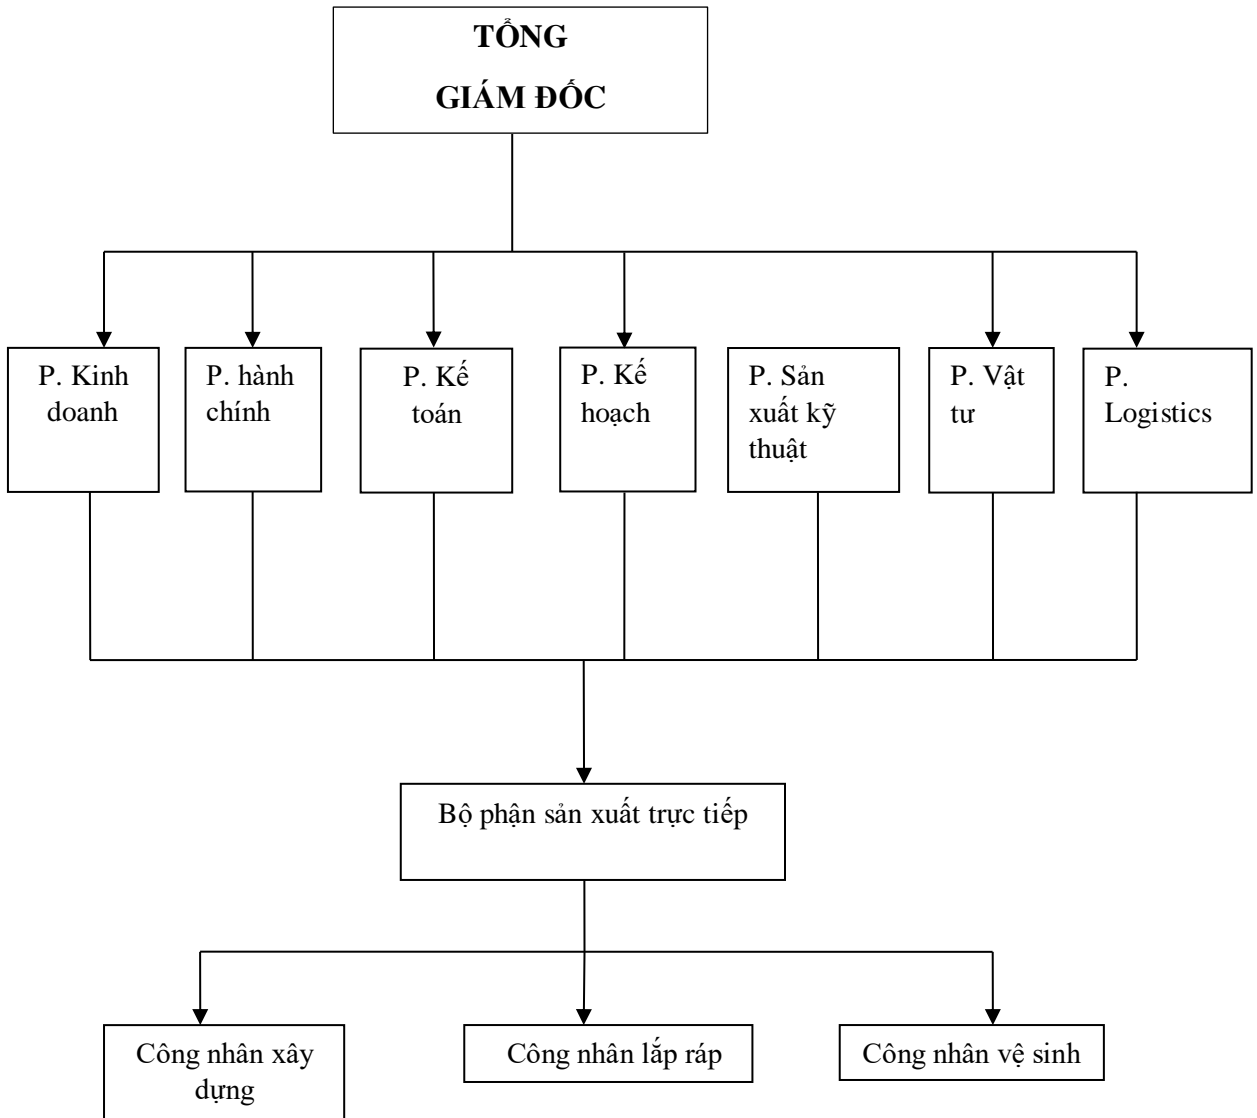 TỔNG
GIÁM ĐỐC
P. Kinh
doanh
P. hành
chính
P. Kế
toán
P. Kế
hoạch
P. Sản
xuất kỹ
thuật
P. Vật
tư
P.
Logistics
Bộ phận sản xuất trực tiếp
Công nhân xây
dựng
Công nhân lắp ráp
Công nhân vệ sinh